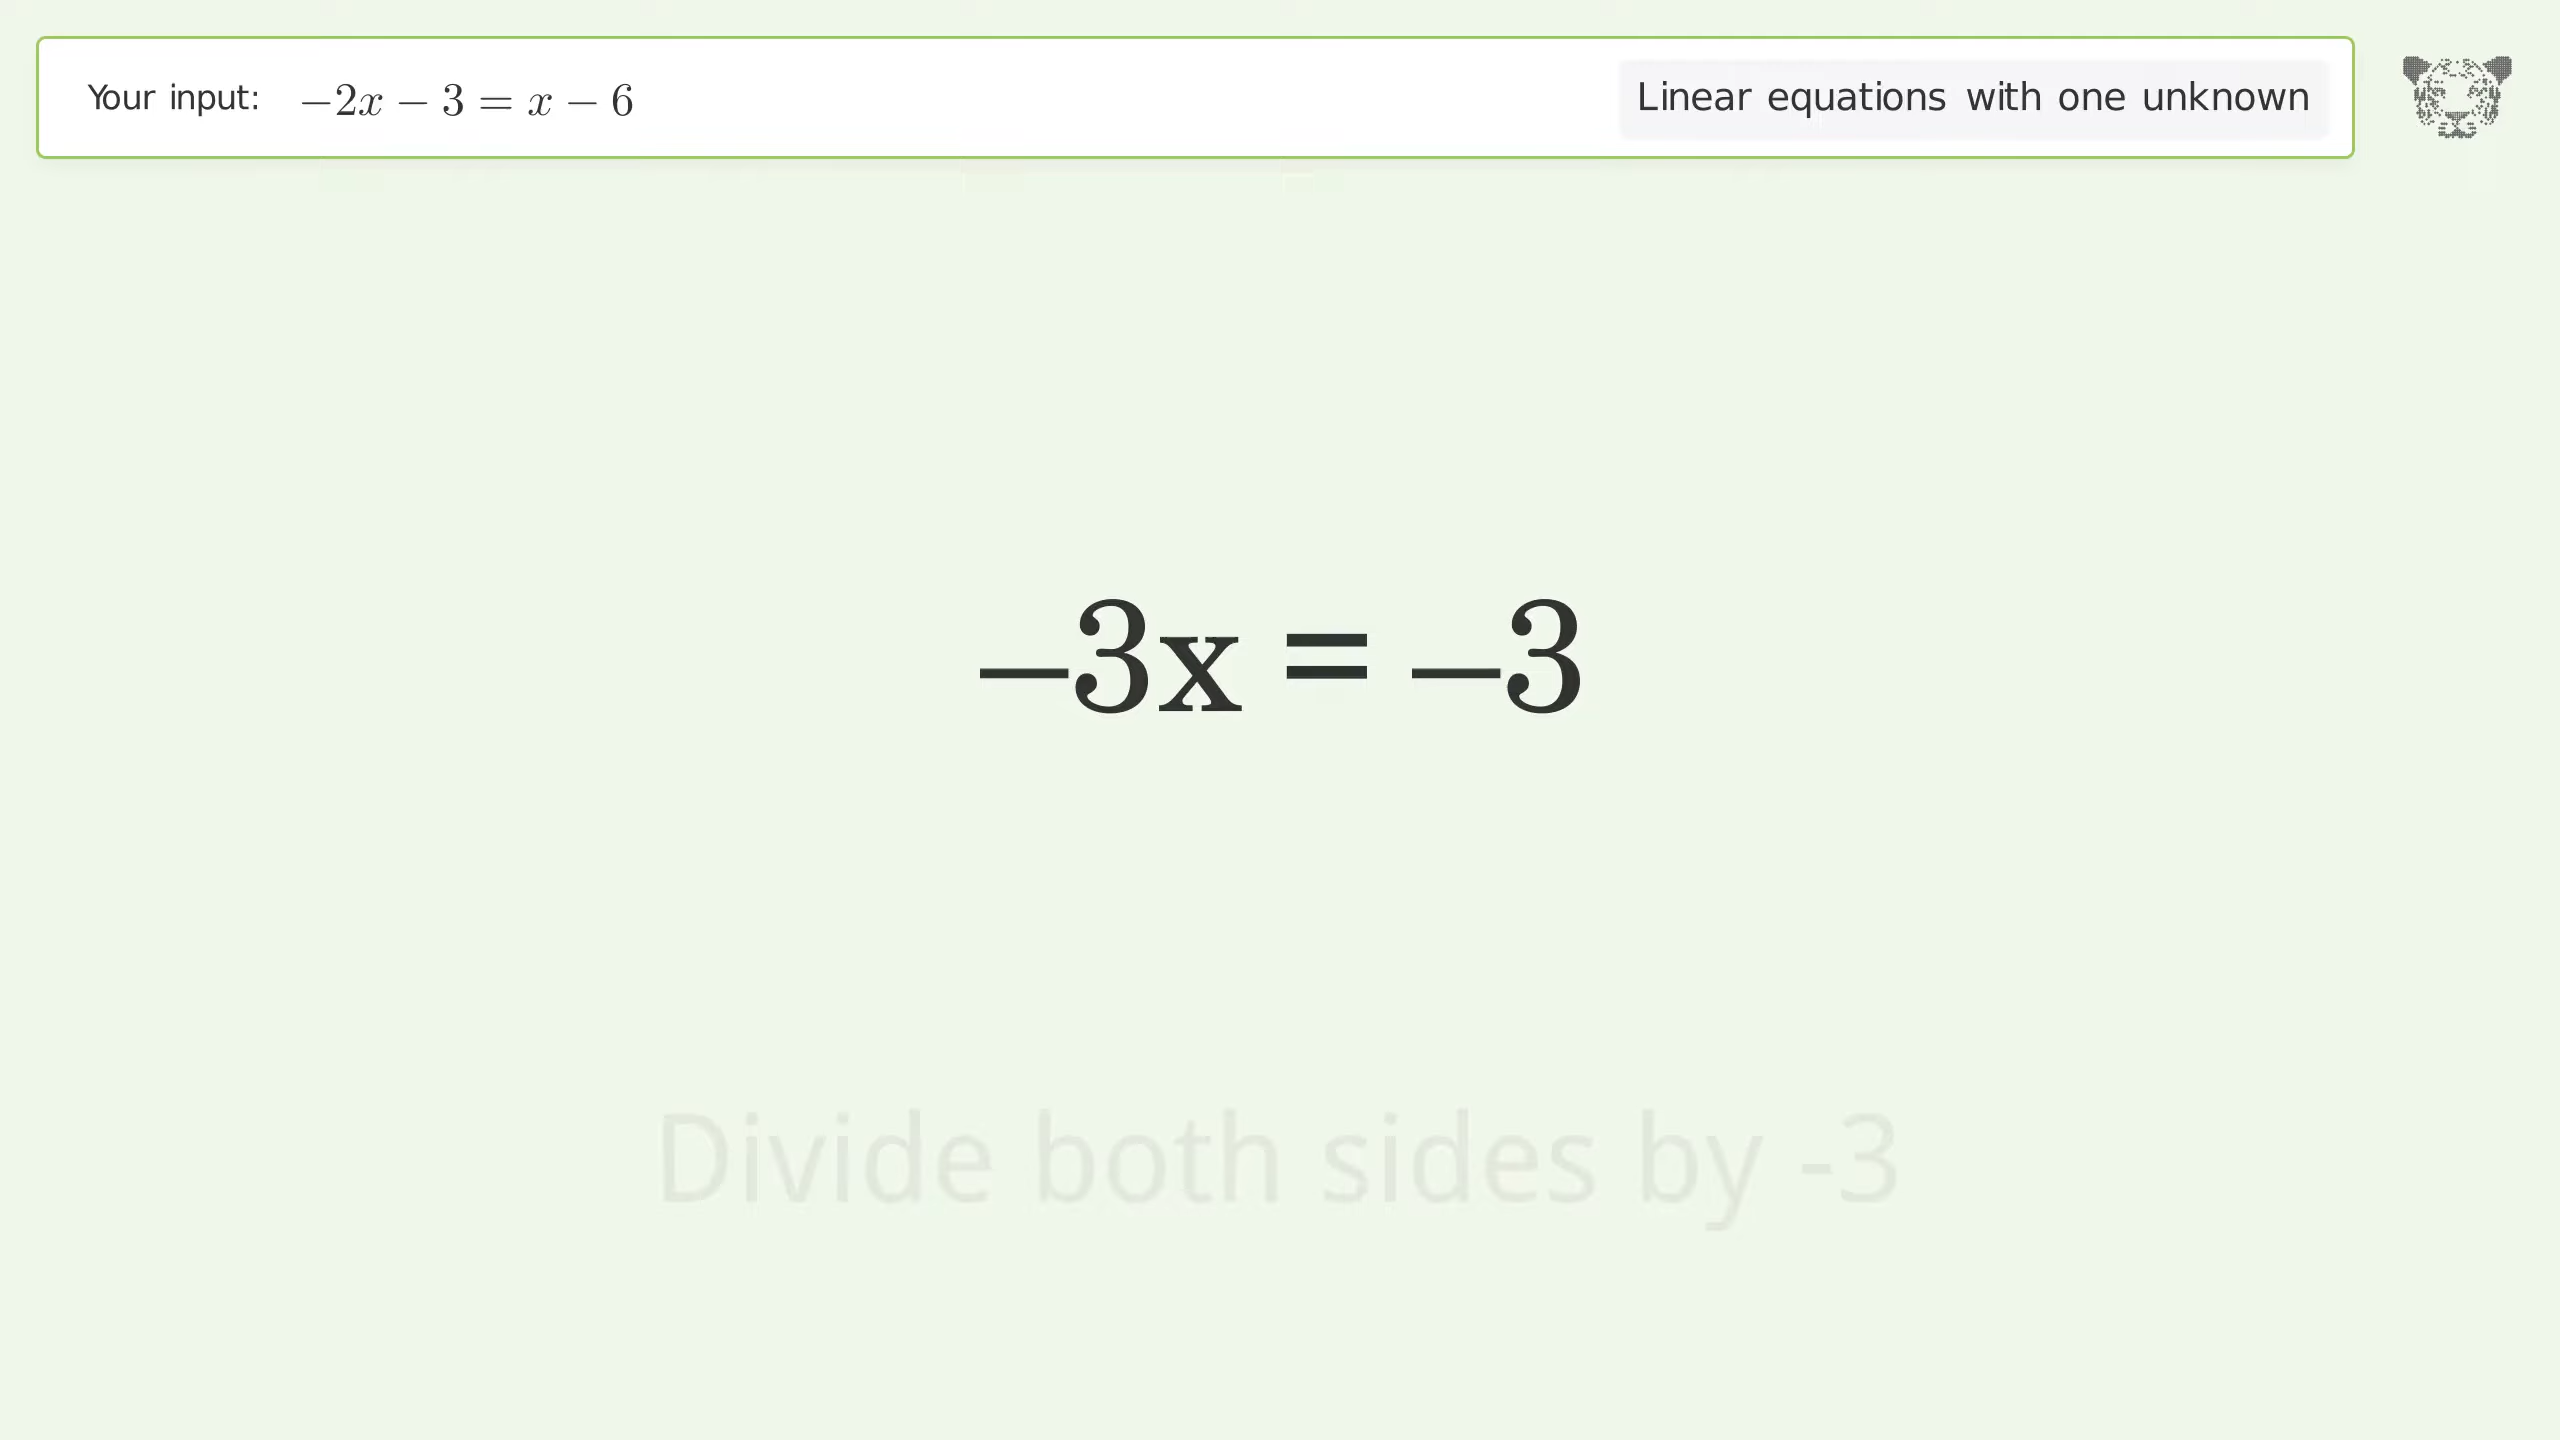 Your input: −2x − 3 = x − 6 Linear equations with one unknown
−3x = −3
Divide both sides by -3